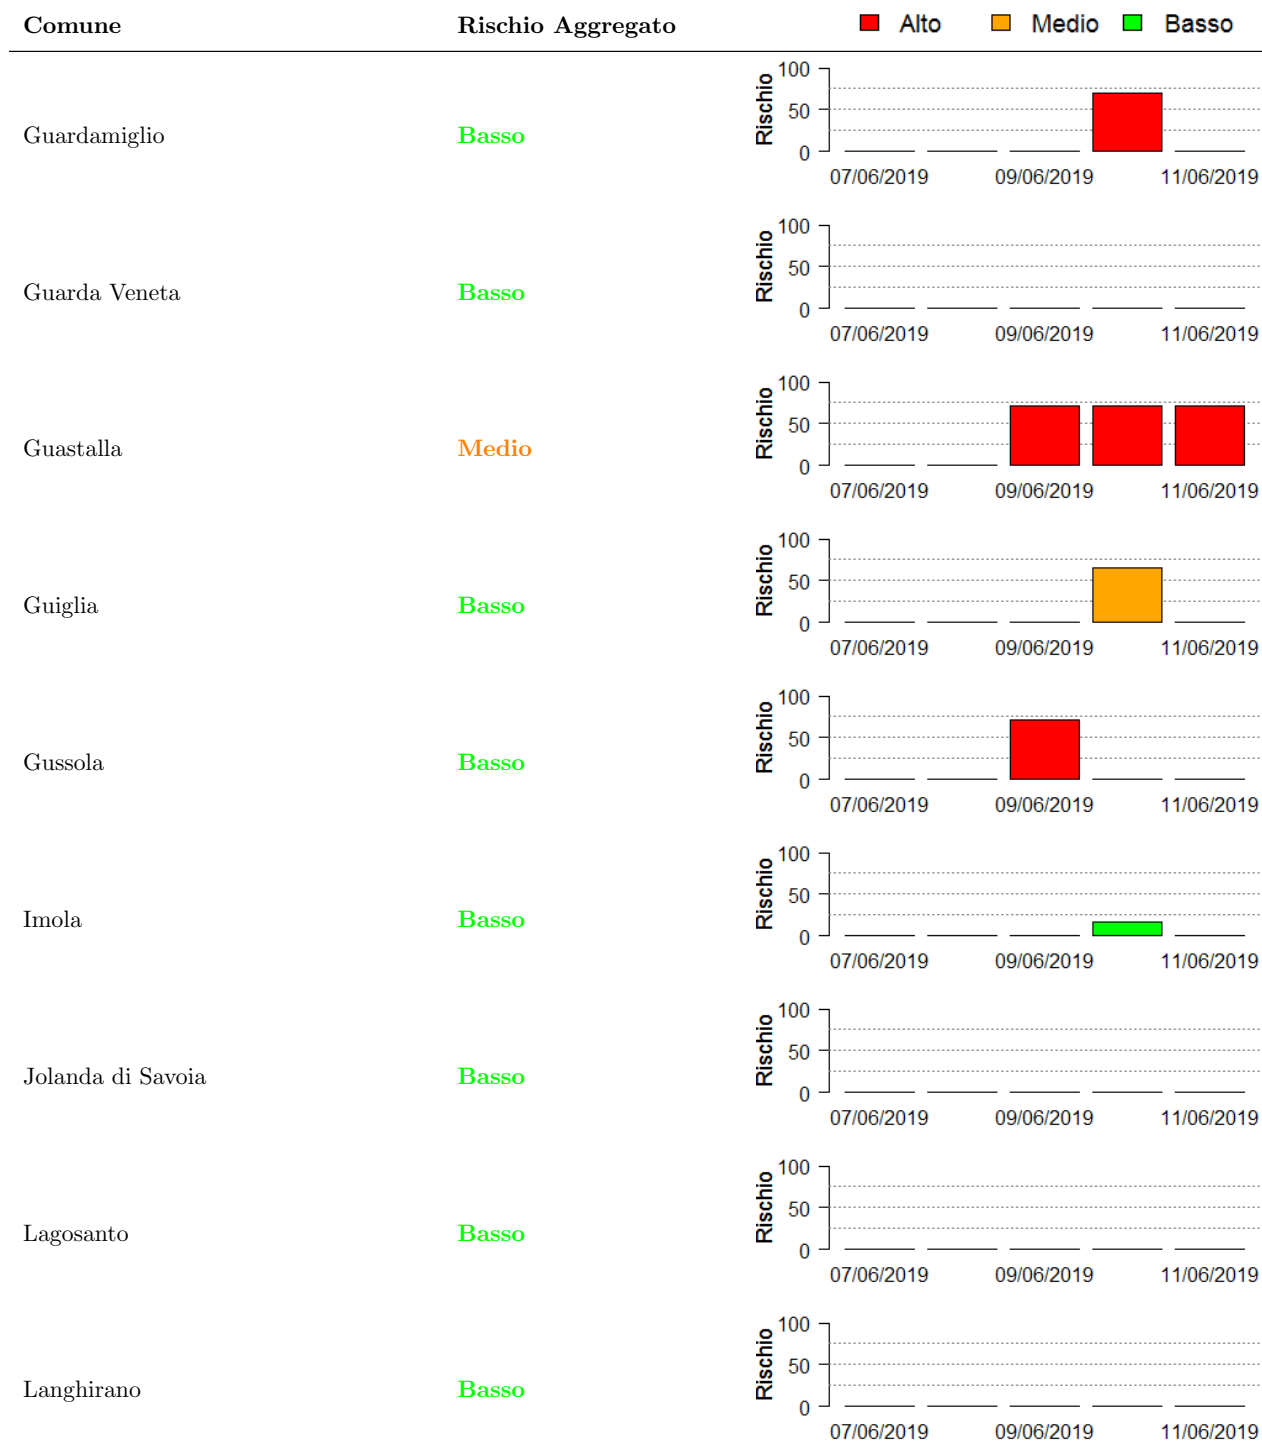 Comune Rischio Aggregato Alto Medio Basso
Guardamiglio Basso Rischio 100 50 0
07/06/2019 09/06/2019 11/06/2019
Guarda Veneta Basso Rischio 100 50 0
07/06/2019 09/06/2019 11/06/2019
Guastalla Medio Rischio 100 50 0
07/06/2019 09/06/2019 11/06/2019
Guiglia Basso Rischio 100 50 0
07/06/2019 09/06/2019 11/06/2019
Gussola Basso Rischio 100 50 0
07/06/2019 09/06/2019 11/06/2019
Imola Basso Rischio 100 50 0
07/06/2019 09/06/2019 11/06/2019
Jolanda di Savoia Basso Rischio 100 50 0
07/06/2019 09/06/2019 11/06/2019
Lagosanto Basso Rischio 100 50 0
07/06/2019 09/06/2019 11/06/2019
Langhirano Basso Rischio 100 50 0
07/06/2019 09/06/2019 11/06/2019